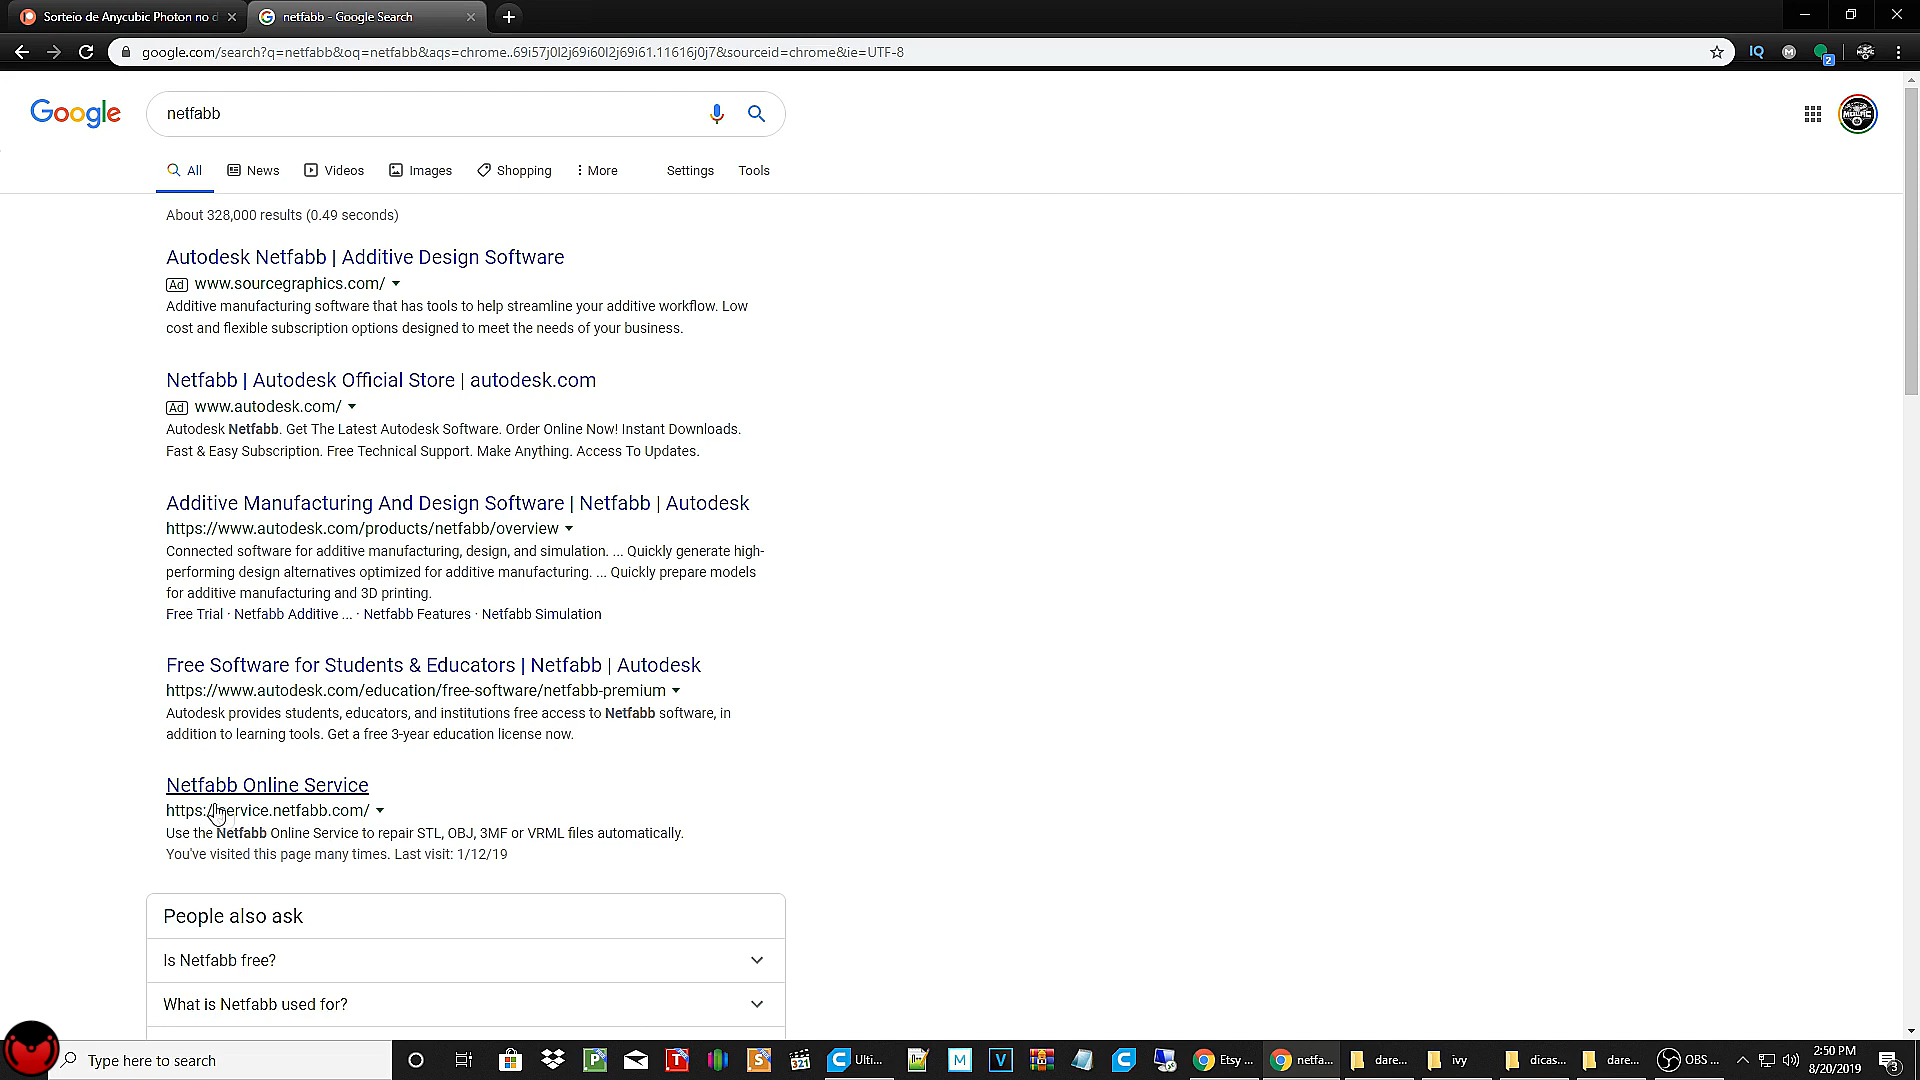 Sorteio de Anycubic Photon no d
netfabb - Google Search
google.com/search?q=netfabb&oq=netfabb&aqs=chrome..69i57j0l2j69i60l2j69i61.11616j0j7&sourceid=chrome&ie=UTF-8
IQ
M
2
Google
netfabb
All
News
Videos
Images
Shopping
More
Settings
Tools
About 328,000 results (0.49 seconds)
Autodesk Netfabb | Additive Design Software
Ad www.sourcegraphics.com/
Additive manufacturing software that has tools to help streamline your additive workflow. Low
cost and flexible subscription options designed to meet the needs of your business.
Netfabb | Autodesk Official Store | autodesk.com
Ad www.autodesk.com/
Autodesk Netfabb. Get The Latest Autodesk Software. Order Online Now! Instant Downloads.
Fast & Easy Subscription. Free Technical Support. Make Anything. Access To Updates.
Additive Manufacturing And Design Software | Netfabb | Autodesk
https://www.autodesk.com/products/netfabb/overview
Connected software for additive manufacturing, design, and simulation. ... Quickly generate high-
performing design alternatives optimized for additive manufacturing. ... Quickly prepare models
for additive manufacturing and 3D printing.
Free Trial · Netfabb Additive ... · Netfabb Features · Netfabb Simulation
Free Software for Students & Educators | Netfabb | Autodesk
https://www.autodesk.com/education/free-software/netfabb-premium
Autodesk provides students, educators, and institutions free access to Netfabb software, in
addition to learning tools. Get a free 3-year education license now.
Netfabb Online Service
https://service.netfabb.com/
Use the Netfabb Online Service to repair STL, OBJ, 3MF or VRML files automatically.
You've visited this page many times. Last visit: 1/12/19
People also ask
Is Netfabb free?
What is Netfabb used for?
Type here to search
321
Ulti...
M
V
Etsy ...
netfa...
dare...
ivy
dicas...
dare...
OBS ...
2:50 PM
8/20/2019
3